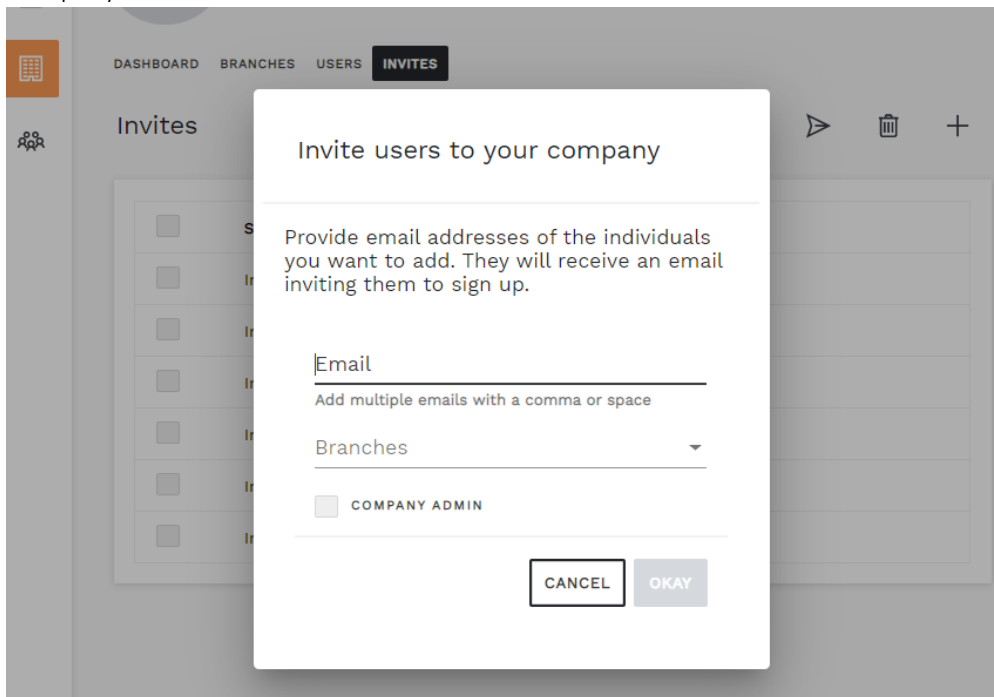 DASHBOARD BRANCHES USERS INVITES
Invites
Invite users to your company
Provide email addresses of the individuals
you want to add. They will receive an email
inviting them to sign up.
Email
Add multiple emails with a comma or space
Branches
COMPANY ADMIN
CANCEL OKAY